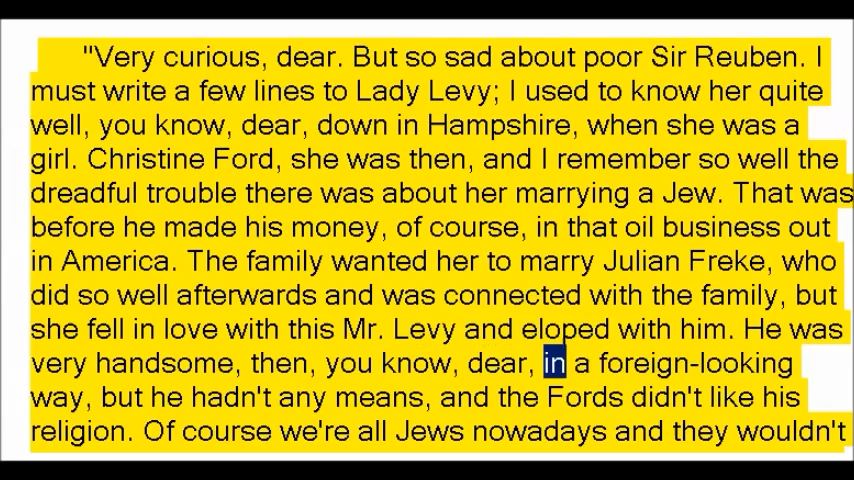 "Very curious, dear. But so sad about poor Sir Reuben. I
must write a few lines to Lady Levy; I used to know her quite
well, you know, dear, down in Hampshire, when she was a
girl. Christine Ford, she was then, and I remember so well the
dreadful trouble there was about her marrying a Jew. That was
before he made his money, of course, in that oil business out
in America. The family wanted her to marry Julian Freke, who
did so well afterwards and was connected with the family, but
she fell in love with this Mr. Levy and eloped with him. He was
very handsome, then, you know, dear, in a foreign-looking
way, but he hadn't any means, and the Fords didn't like his
religion. Of course we're all Jews nowadays and they wouldn't